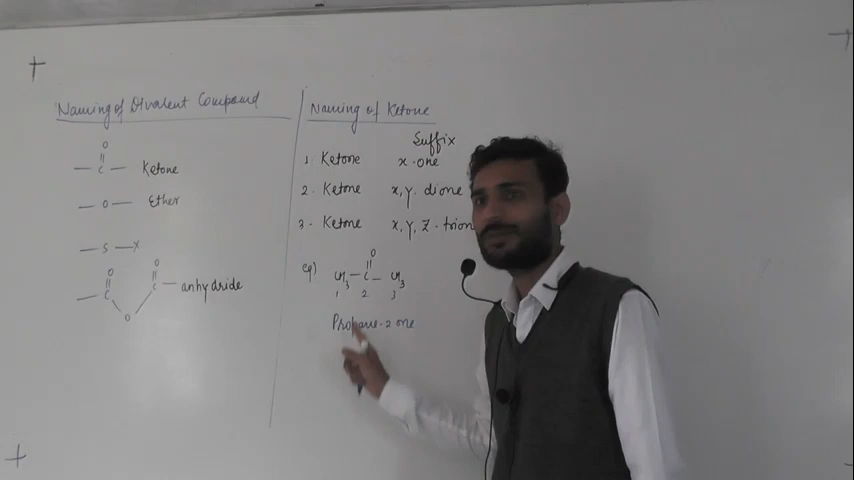 Naming of Divalent Compound
O
||
— C — Ketone
— O — Ether
— S — X
O O
|| ||
— C C — anhydride
O
Naming of Ketone
Suffix
1. Ketone x-one
2. Ketone x,y- dione
3. Ketone x,y,z-trion
eg) O
||
CH3 — C — CH3
1 2 3
Propane-2 one